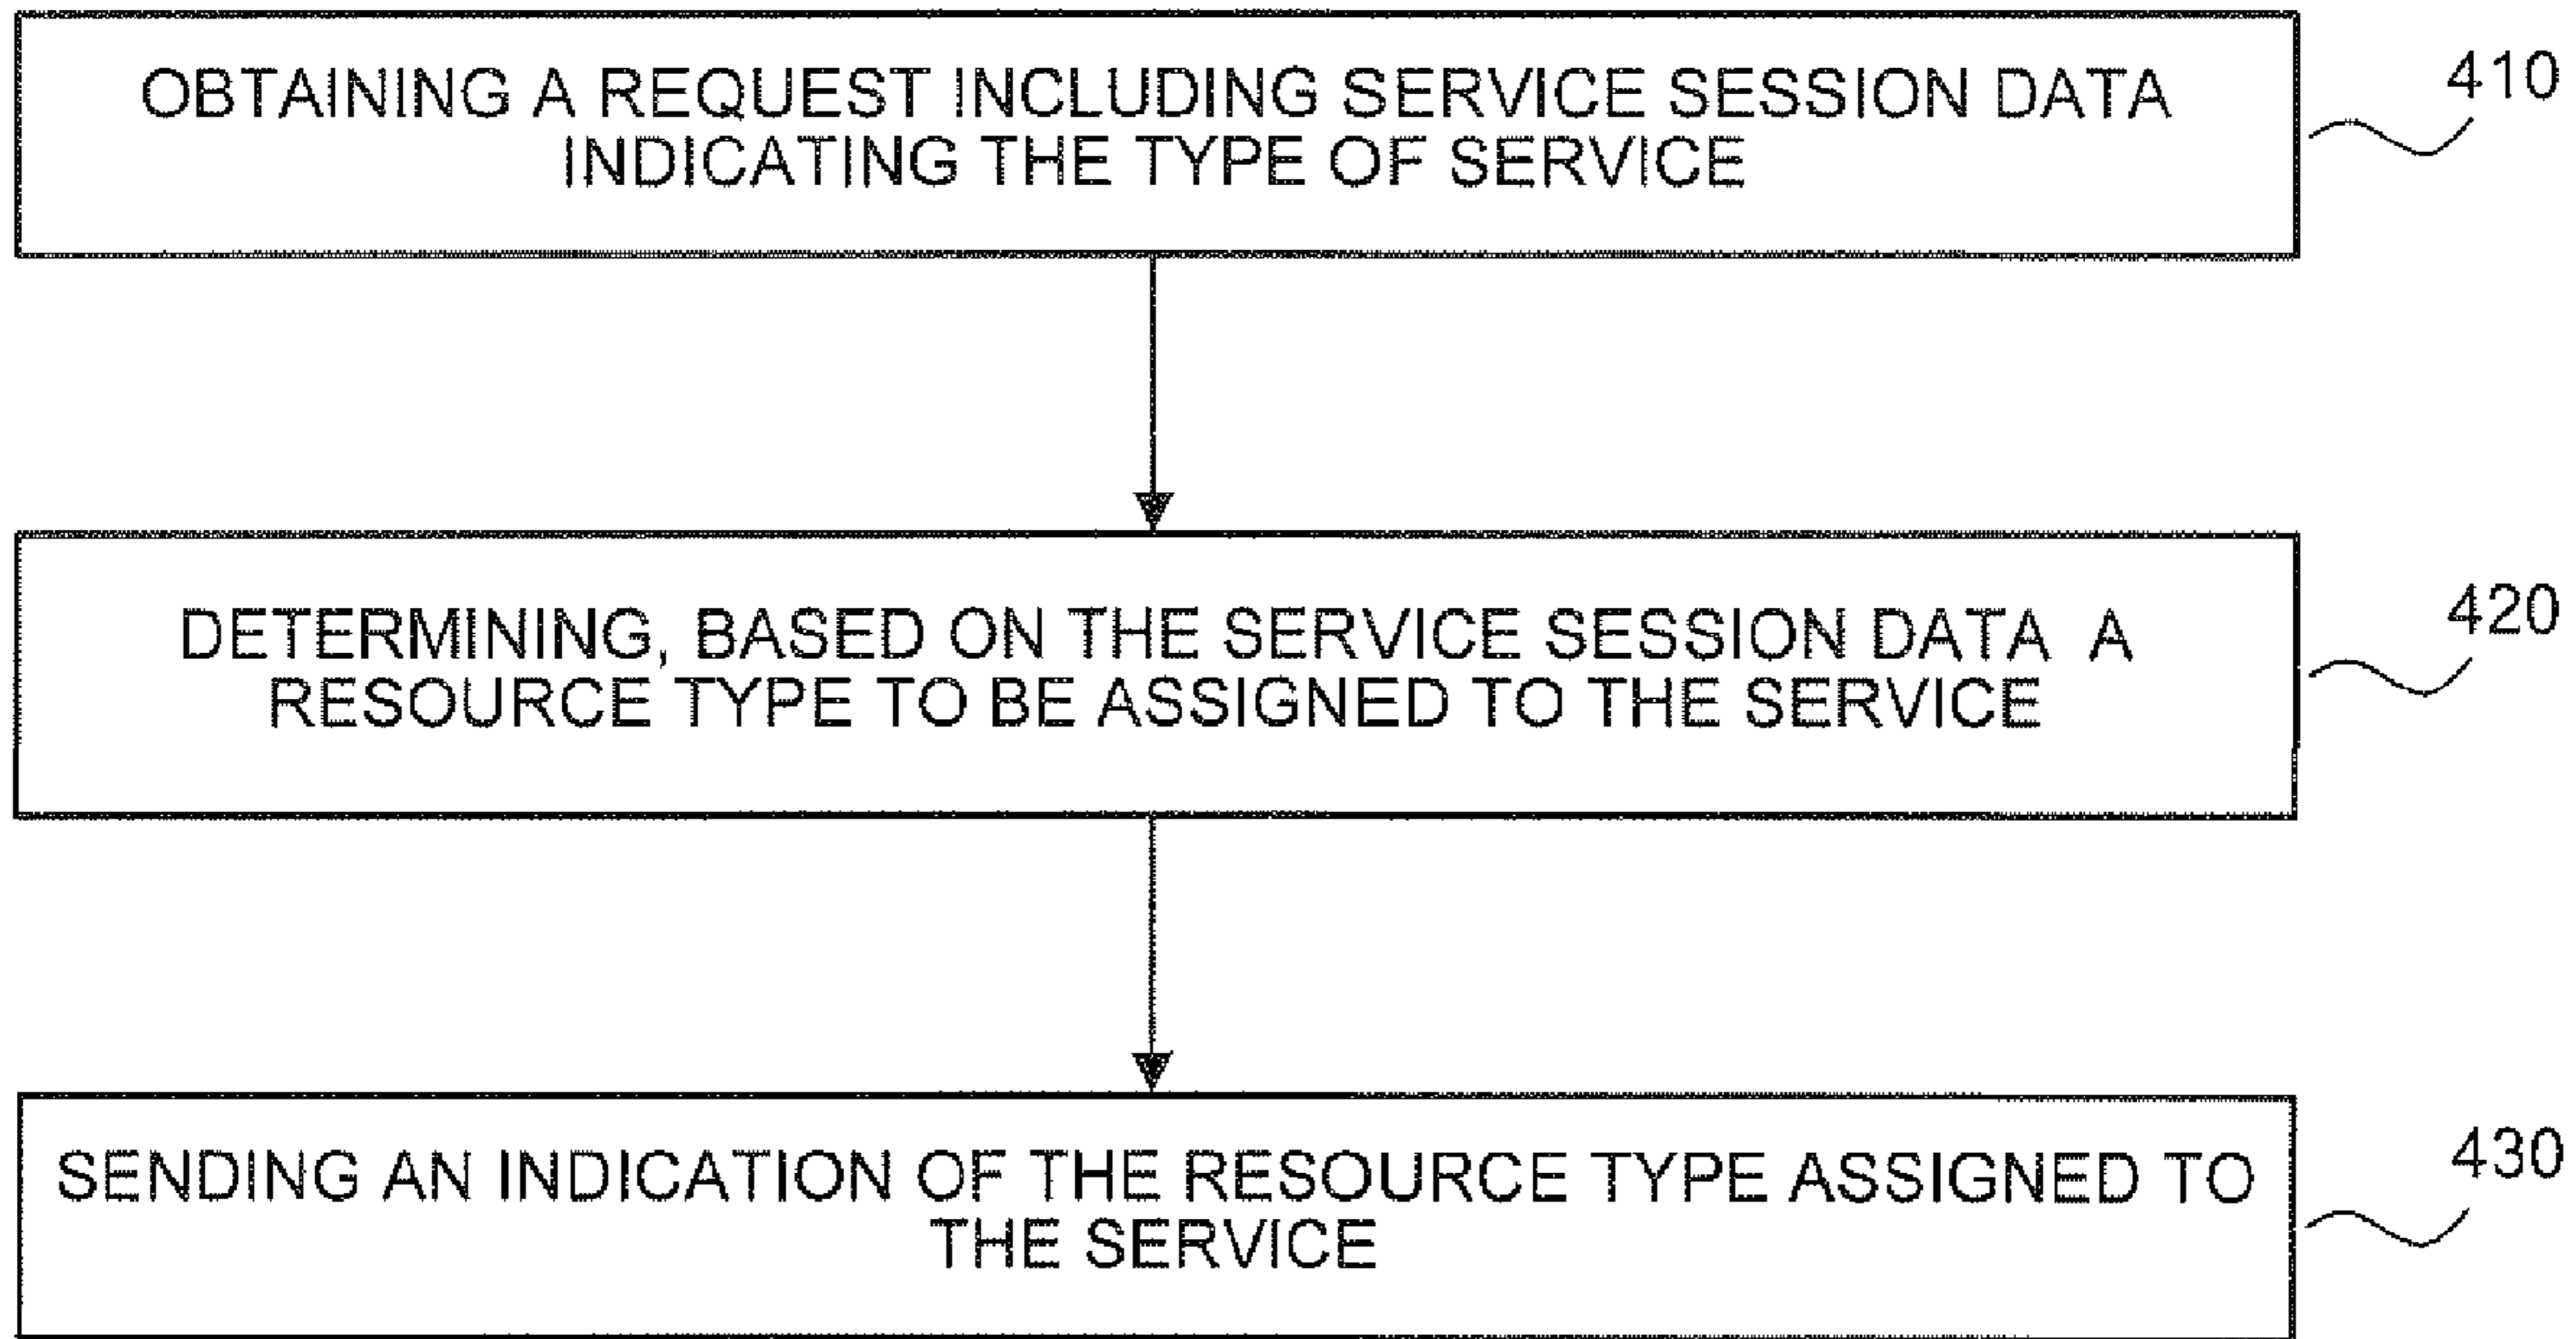 OBTAINING A REQUEST INCLUDING SERVICE SESSION DATA
INDICATING THE TYPE OF SERVICE
410
DETERMINING, BASED ON THE SERVICE SESSION DATA  A
RESOURCE TYPE TO BE ASSIGNED TO THE SERVICE
420
SENDING AN INDICATION OF THE RESOURCE TYPE ASSIGNED TO
THE SERVICE
430